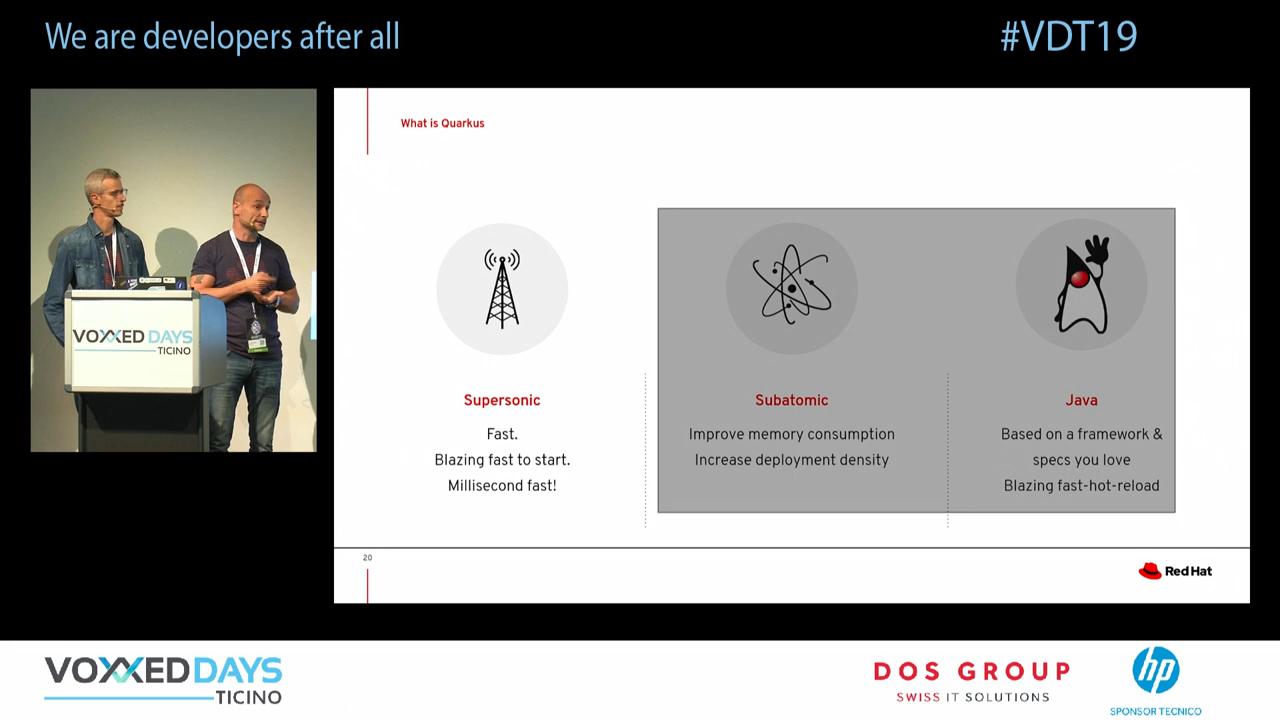 We are developers after all
#VDT19
VOXXED DAYS
TICINO
What is Quarkus
Supersonic
Fast.
Blazing fast to start.
Millisecond fast!
Subatomic
Improve memory consumption
Increase deployment density
Java
Based on a framework &
specs you love
Blazing fast-hot-reload
20
Red Hat
VOXXED DAYS
TICINO
DOS GROUP
SWISS IT SOLUTIONS
hp
SPONSOR TECNICO